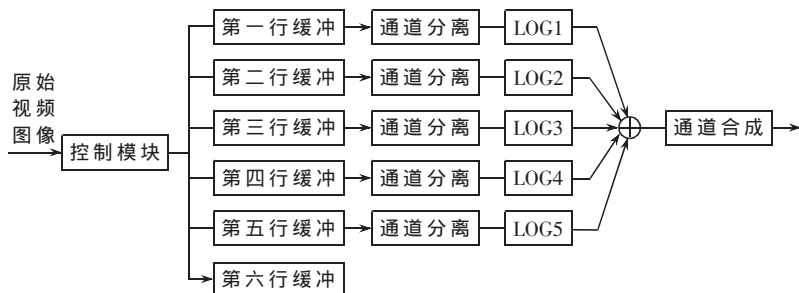 第一行缓冲
通道分离
LOG1
第二行缓冲
通道分离
LOG2
原始
视频
图像
第三行缓冲
通道分离
LOG3
通道合成
控制模块
第四行缓冲
通道分离
LOG4
第五行缓冲
通道分离
LOG5
第六行缓冲